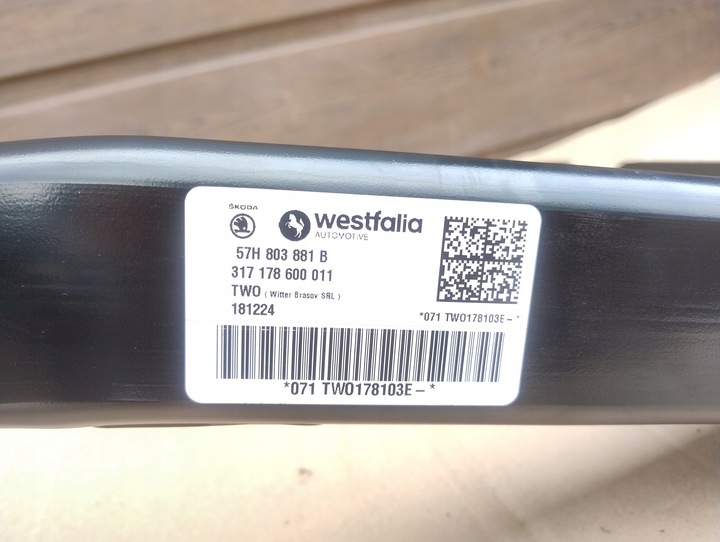 ŠKODA
westfalia
AUTOMOTIVE
57H 803 881 B
317 178 600 011
TWO ( Witter Brasov SRL )
181224
*071 TWO178103E- *
*071 TWO178103E- *